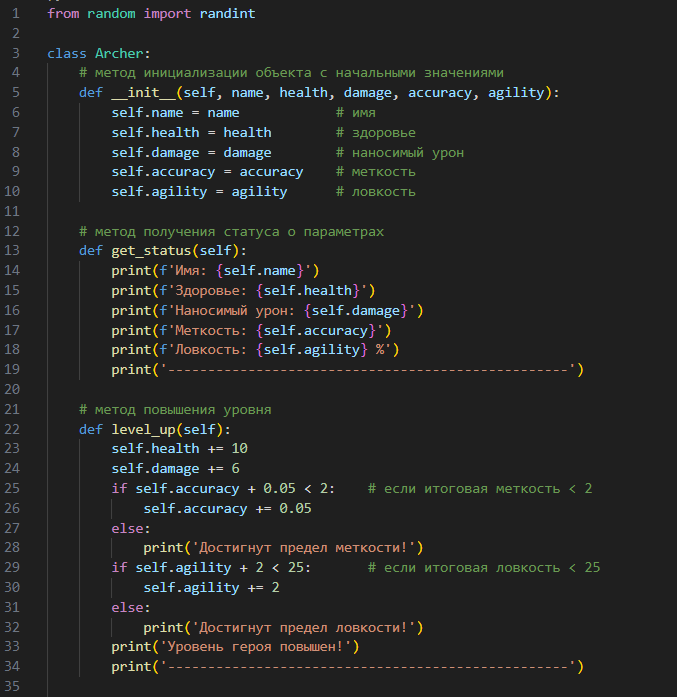 1 from random import randint
2
3 class Archer:
4     # метод инициализации объекта с начальными значениями
5     def __init__(self, name, health, damage, accuracy, agility):
6         self.name = name            # имя
7         self.health = health        # здоровье
8         self.damage = damage        # наносимый урон
9         self.accuracy = accuracy    # меткость
10         self.agility = agility      # ловкость
11
12     # метод получения статуса о параметрах
13     def get_status(self):
14         print(f'Имя: {self.name}')
15         print(f'Здоровье: {self.health}')
16         print(f'Наносимый урон: {self.damage}')
17         print(f'Меткость: {self.accuracy}')
18         print(f'Ловкость: {self.agility} %')
19         print('--------------------------------------------------')
20
21     # метод повышения уровня
22     def level_up(self):
23         self.health += 10
24         self.damage += 6
25         if self.accuracy + 0.05 < 2:    # если итоговая меткость < 2
26             self.accuracy += 0.05
27         else:
28             print('Достигнут предел меткости!')
29         if self.agility + 2 < 25:       # если итоговая ловкость < 25
30             self.agility += 2
31         else:
32             print('Достигнут предел ловкости!')
33         print('Уровень героя повышен!')
34         print('--------------------------------------------------')
35